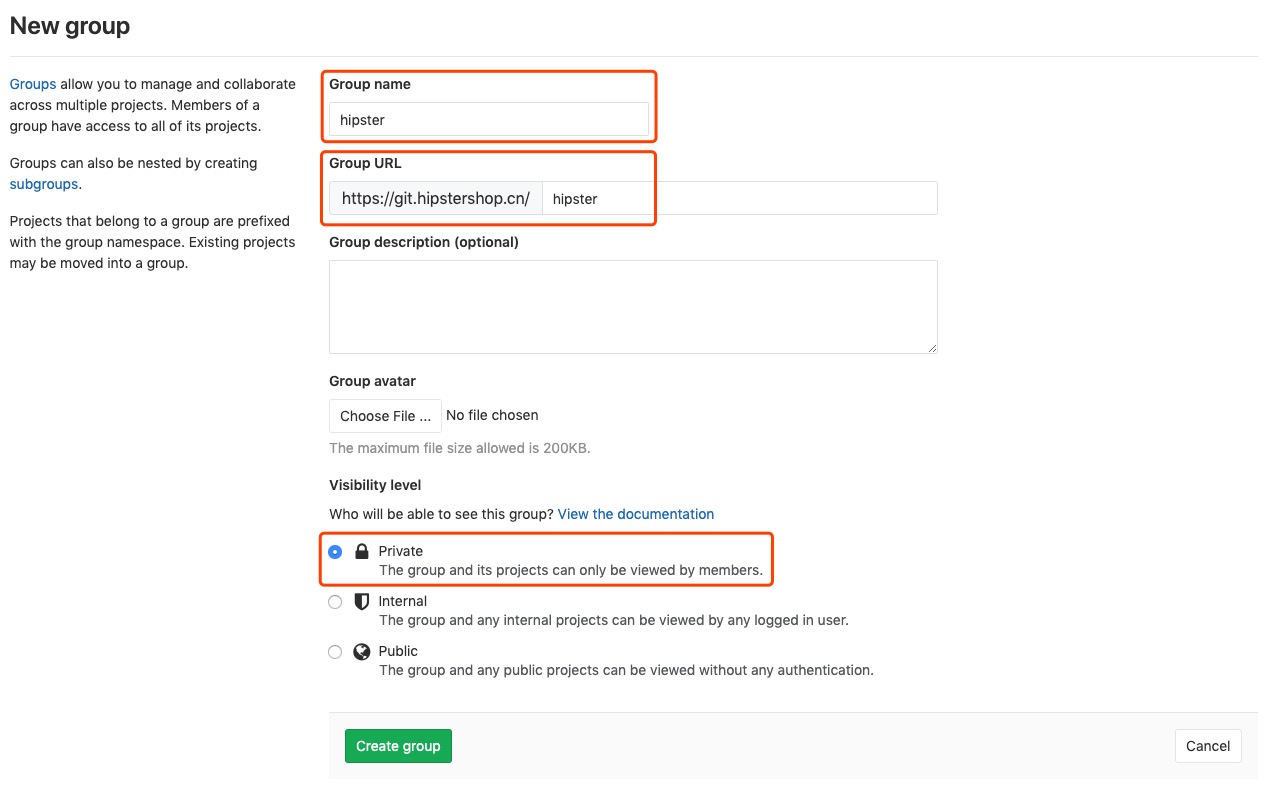 New group
Groups allow you to manage and collaborate
across multiple projects. Members of a
group have access to all of its projects.
Groups can also be nested by creating
subgroups.
Projects that belong to a group are prefixed
with the group namespace. Existing projects
may be moved into a group.
Group name
hipster
Group URL
https://git.hipstershop.cn/ hipster
Group description (optional)
Group avatar
Choose File ... No file chosen
The maximum file size allowed is 200KB.
Visibility level
Who will be able to see this group? View the documentation
Private
The group and its projects can only be viewed by members.
Internal
The group and any internal projects can be viewed by any logged in user.
Public
The group and any public projects can be viewed without any authentication.
Create group Cancel